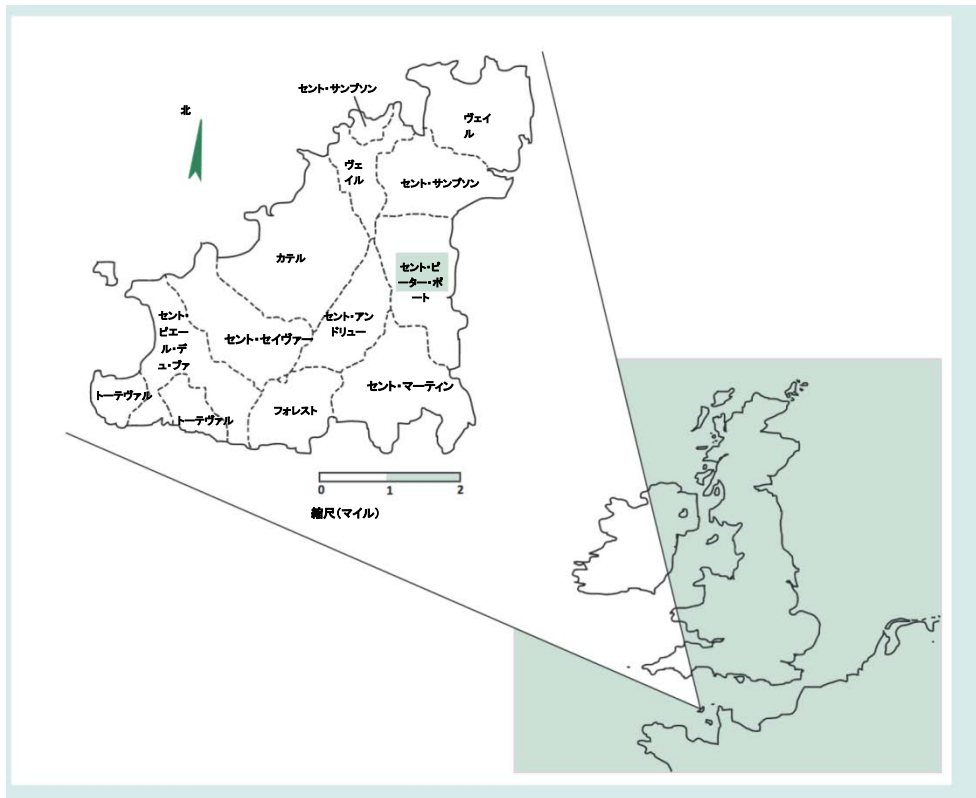 セント・サンプソン
北
ヴェイ
ル
ヴェ
イル
セント・サンプソン
カテル
セント・ピ
ーター・ポ
ート
セント・
ピエー
ル・デ
ュ・ブァ
セント・アン
ドリュー
セント・セイヴァー
トーテヴァル
トーテヴァル
フォレスト
セント・マーティン
0 1 2
縮尺(マイル)